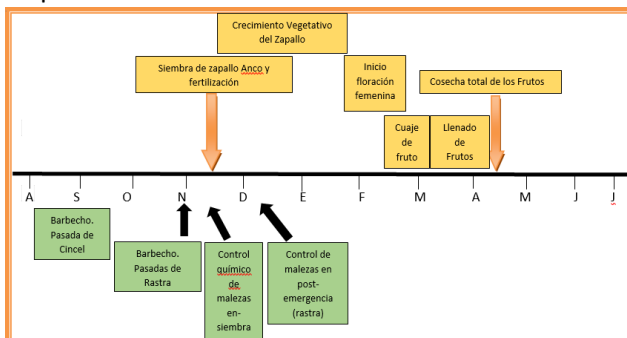 Crecimiento Vegetativo
del Zapallo
Siembra de zapallo Anco y
fertilización
Inicio
floración
femenina
Cosecha total de los Frutos
Cuaje
de
fruto
Llenado
de
Frutos
A S O N D E F M A M J J
Barbecho.
Pasada de
Cincel
Barbecho.
Pasadas de
Rastra
Control
químico
de
malezas
en-
siembra
Control de
malezas en
post-
emergencia
(rastra)